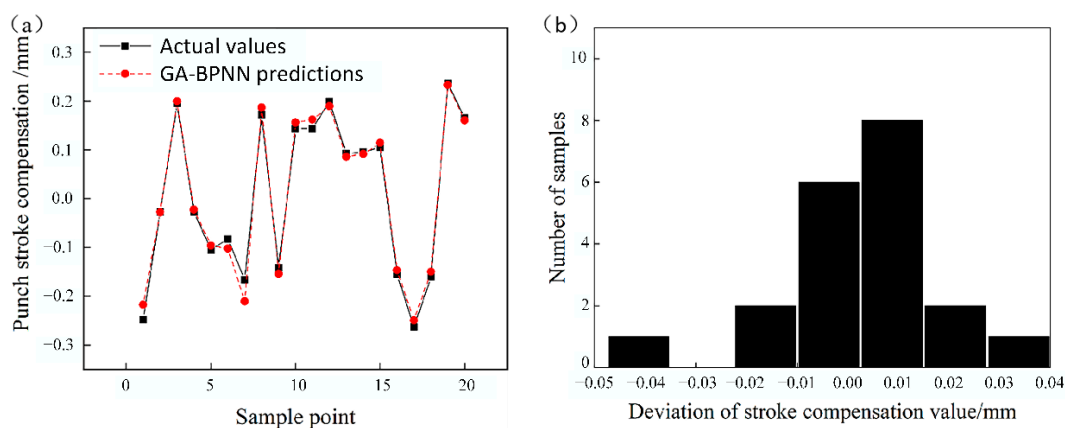 (a)
Punch stroke compensation /mm
0.3
0.2
0.1
0.0
−0.1
−0.2
−0.3
Actual values
GA-BPNN predictions
0 5 10 15 20
Sample point
(b)
Number of samples
10
8
6
4
2
0
-0.05 -0.04 -0.03 -0.02 -0.01 0.00 0.01 0.02 0.03 0.04
Deviation of stroke compensation value/mm